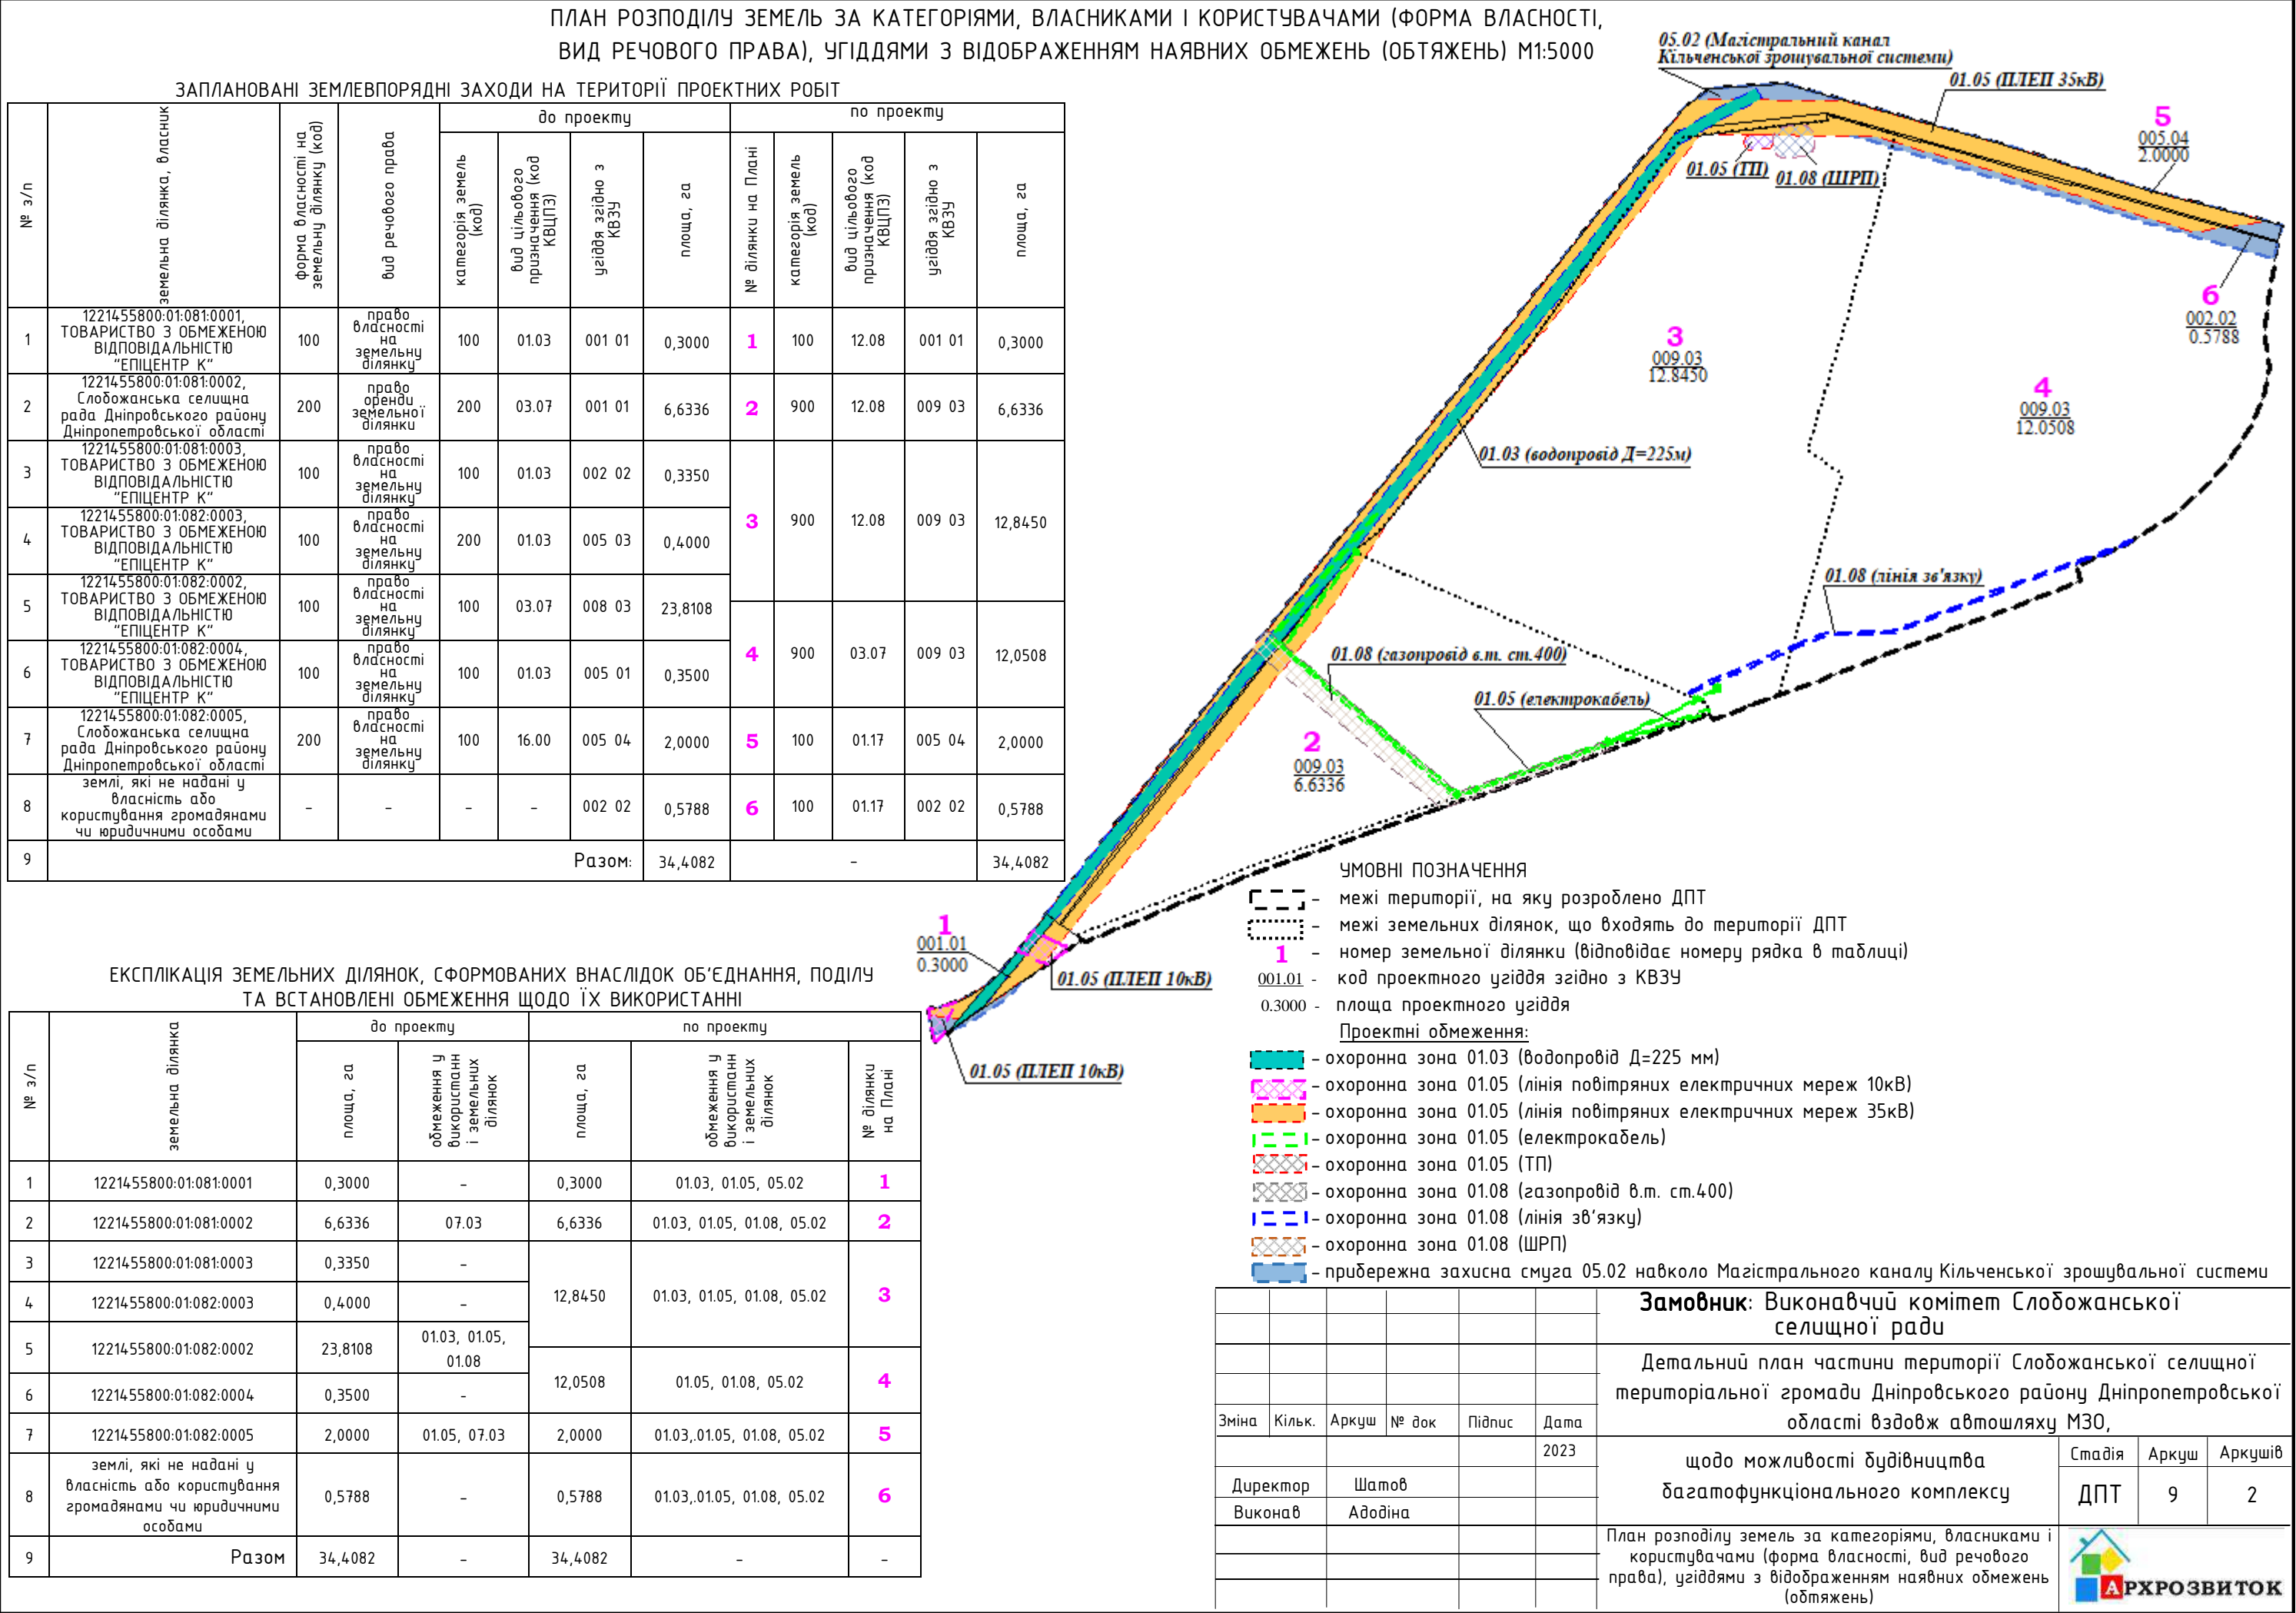 ПЛАН РОЗПОДІЛУ ЗЕМЕЛЬ ЗА КАТЕГОРІЯМИ, ВЛАСНИКАМИ І КОРИСТУВАЧАМИ (ФОРМА ВЛАСНОСТІ,
ВИД РЕЧОВОГО ПРАВА), УГІДДЯМИ З ВІДОБРАЖЕННЯМ НАЯВНИХ ОБМЕЖЕНЬ (ОБТЯЖЕНЬ) М1:5000
ЗАПЛАНОВАНІ ЗЕМЛЕВПОРЯДНІ ЗАХОДИ НА ТЕРИТОРІЇ ПРОЕКТНИХ РОБІТ
№ з/п
земельна ділянка, власник
форма власності на
земельну ділянку (код)
вид речового права
до проекту
по проекту
категорія земель
(код)
вид цільового
призначення (код
КВЦПЗ)
угіддя згідно з
КВЗУ
площа, га
№ ділянки на Плані
категорія земель
(код)
вид цільового
призначення (код
КВЦПЗ)
угіддя згідно з
КВЗУ
площа, га
1
1221455800:01:081:0001,
ТОВАРИСТВО З ОБМЕЖЕНОЮ
ВІДПОВІДАЛЬНІСТЮ
"ЕПІЦЕНТР К"
100
право
власності
на
земельну
ділянку
100 01.03 001 01 0,3000 1 100 12.08 001 01 0,3000
2
1221455800:01:081:0002,
Слобожанська селищна
рада Дніпровського району
Дніпропетровської області
200
право
оренди
земельної
ділянки
200 03.07 001 01 6,6336 2 900 12.08 009 03 6,6336
3
1221455800:01:081:0003,
ТОВАРИСТВО З ОБМЕЖЕНОЮ
ВІДПОВІДАЛЬНІСТЮ
"ЕПІЦЕНТР К"
100
право
власності
на
земельну
ділянку
100 01.03 002 02 0,3350
3 900 12.08 009 03 12,8450
4
1221455800:01:082:0003,
ТОВАРИСТВО З ОБМЕЖЕНОЮ
ВІДПОВІДАЛЬНІСТЮ
"ЕПІЦЕНТР К"
100
право
власності
на
земельну
ділянку
200 01.03 005 03 0,4000
5
1221455800:01:082:0002,
ТОВАРИСТВО З ОБМЕЖЕНОЮ
ВІДПОВІДАЛЬНІСТЮ
"ЕПІЦЕНТР К"
100
право
власності
на
земельну
ділянку
100 03.07 008 03 23,8108
4 900 03.07 009 03 12,0508
6
1221455800:01:082:0004,
ТОВАРИСТВО З ОБМЕЖЕНОЮ
ВІДПОВІДАЛЬНІСТЮ
"ЕПІЦЕНТР К"
100
право
власності
на
земельну
ділянку
100 01.03 005 01 0,3500
7
1221455800:01:082:0005,
Слобожанська селищна
рада Дніпровського району
Дніпропетровської області
200
право
власності
на
земельну
ділянку
100 16.00 005 04 2,0000 5 100 01.17 005 04 2,0000
8
землі, які не надані у
власність або
користування громадянами
чи юридичними особами
- - - - 002 02 0,5788 6 100 01.17 002 02 0,5788
9 Разом: 34,4082 - 34,4082
05.02 (Магістральний канал
Кільченської зрошувальної системи)
01.05 (ПЛЕП 35кВ)
5
005.04
2.0000
01.05 (ТП)
01.08 (ШРП)
6
002.02
0.5788
3
009.03
12.8450
4
009.03
12.0508
01.03 (водопровід Д=225м)
01.08 (лінія зв'язку)
01.08 (газопровід в.т. ст.400)
01.05 (електрокабель)
2
009.03
6.6336
1
001.01
0.3000
01.05 (ПЛЕП 10кВ)
01.05 (ПЛЕП 10кВ)
ЕКСПЛІКАЦІЯ ЗЕМЕЛЬНИХ ДІЛЯНОК, СФОРМОВАНИХ ВНАСЛІДОК ОБ'ЄДНАННЯ, ПОДІЛУ
ТА ВСТАНОВЛЕНІ ОБМЕЖЕННЯ ЩОДО ЇХ ВИКОРИСТАННІ
№ з/п
земельна ділянка
до проекту
по проекту
площа, га
обмеження у
використанн
і земельних
ділянок
площа, га
обмеження у
використанн
і земельних
ділянок
№ ділянки
на Плані
1 1221455800:01:081:0001 0,3000 - 0,3000 01.03, 01.05, 05.02 1
2 1221455800:01:081:0002 6,6336 07.03 6,6336 01.03, 01.05, 01.08, 05.02 2
3 1221455800:01:081:0003 0,3350 -
12,8450 01.03, 01.05, 01.08, 05.02 3
4 1221455800:01:082:0003 0,4000 -
5 1221455800:01:082:0002 23,8108 01.03, 01.05,
01.08
12,0508 01.05, 01.08, 05.02 4
6 1221455800:01:082:0004 0,3500 -
7 1221455800:01:082:0005 2,0000 01.05, 07.03 2,0000 01.03,.01.05, 01.08, 05.02 5
8
землі, які не надані у
власність або користування
громадянами чи юридичними
особами
0,5788 - 0,5788 01.03,.01.05, 01.08, 05.02 6
9 Разом 34,4082 - 34,4082 - -
УМОВНІ ПОЗНАЧЕННЯ
- межі території, на яку розроблено ДПТ
- межі земельних ділянок, що входять до території ДПТ
1 - номер земельної ділянки (відповідає номеру рядка в таблиці)
001.01 - код проектного угіддя згідно з КВЗУ
0.3000 - площа проектного угіддя
Проектні обмеження:
- охоронна зона 01.03 (водопровід Д=225 мм)
- охоронна зона 01.05 (лінія повітряних електричних мереж 10кВ)
- охоронна зона 01.05 (лінія повітряних електричних мереж 35кВ)
- охоронна зона 01.05 (електрокабель)
- охоронна зона 01.05 (ТП)
- охоронна зона 01.08 (газопровід в.т. ст.400)
- охоронна зона 01.08 (лінія зв'язку)
- охоронна зона 01.08 (ШРП)
- прибережна захисна смуга 05.02 навколо Магістрального каналу Кільченської зрошувальної системи
Замовник: Виконавчий комітет Слобожанської
селищної ради
Детальний план частини території Слобожанської селищної
територіальної громади Дніпровського району Дніпропетровської
області вздовж автошляху М30,
Зміна Кільк. Аркуш № док Підпис Дата
2023
щодо можливості будівництва
багатофункціонального комплексу
Стадія Аркуш Аркушів
ДПТ 9 2
Директор Шатов
Виконав Адодіна
План розподілу земель за категоріями, власниками і
користувачами (форма власності, вид речового
права), угіддями з відображенням наявних обмежень
(обтяжень)
АРХРОЗВИТОК